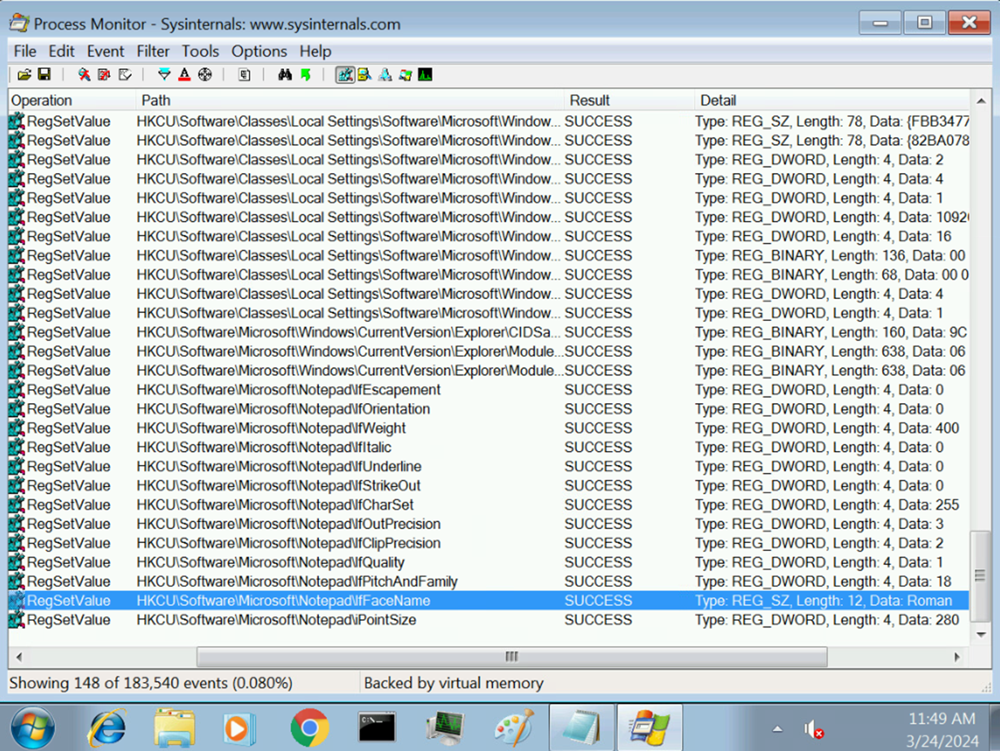 Process Monitor - Sysinternals: www.sysinternals.com
File Edit Event Filter Tools Options Help
Operation Path Result Detail
RegSetValue HKCU\Software\Classes\Local Settings\Software\Microsoft\Window... SUCCESS Type: REG_SZ, Length: 78, Data: {FBB3477
RegSetValue HKCU\Software\Classes\Local Settings\Software\Microsoft\Window... SUCCESS Type: REG_SZ, Length: 78, Data: {82BA078
RegSetValue HKCU\Software\Classes\Local Settings\Software\Microsoft\Window... SUCCESS Type: REG_DWORD, Length: 4, Data: 2
RegSetValue HKCU\Software\Classes\Local Settings\Software\Microsoft\Window... SUCCESS Type: REG_DWORD, Length: 4, Data: 4
RegSetValue HKCU\Software\Classes\Local Settings\Software\Microsoft\Window... SUCCESS Type: REG_DWORD, Length: 4, Data: 1
RegSetValue HKCU\Software\Classes\Local Settings\Software\Microsoft\Window... SUCCESS Type: REG_DWORD, Length: 4, Data: 10920
RegSetValue HKCU\Software\Classes\Local Settings\Software\Microsoft\Window... SUCCESS Type: REG_DWORD, Length: 4, Data: 16
RegSetValue HKCU\Software\Classes\Local Settings\Software\Microsoft\Window... SUCCESS Type: REG_BINARY, Length: 136, Data: 00
RegSetValue HKCU\Software\Classes\Local Settings\Software\Microsoft\Window... SUCCESS Type: REG_BINARY, Length: 68, Data: 00 0
RegSetValue HKCU\Software\Classes\Local Settings\Software\Microsoft\Window... SUCCESS Type: REG_DWORD, Length: 4, Data: 4
RegSetValue HKCU\Software\Classes\Local Settings\Software\Microsoft\Window... SUCCESS Type: REG_DWORD, Length: 4, Data: 1
RegSetValue HKCU\Software\Microsoft\Windows\CurrentVersion\Explorer\CIDSa... SUCCESS Type: REG_BINARY, Length: 160, Data: 9C
RegSetValue HKCU\Software\Microsoft\Windows\CurrentVersion\Explorer\Module... SUCCESS Type: REG_BINARY, Length: 638, Data: 06
RegSetValue HKCU\Software\Microsoft\Windows\CurrentVersion\Explorer\Module... SUCCESS Type: REG_BINARY, Length: 638, Data: 06
RegSetValue HKCU\Software\Microsoft\Notepad\lfEscapement SUCCESS Type: REG_DWORD, Length: 4, Data: 0
RegSetValue HKCU\Software\Microsoft\Notepad\lfOrientation SUCCESS Type: REG_DWORD, Length: 4, Data: 0
RegSetValue HKCU\Software\Microsoft\Notepad\lfWeight SUCCESS Type: REG_DWORD, Length: 4, Data: 400
RegSetValue HKCU\Software\Microsoft\Notepad\lfItalic SUCCESS Type: REG_DWORD, Length: 4, Data: 0
RegSetValue HKCU\Software\Microsoft\Notepad\lfUnderline SUCCESS Type: REG_DWORD, Length: 4, Data: 0
RegSetValue HKCU\Software\Microsoft\Notepad\lfStrikeOut SUCCESS Type: REG_DWORD, Length: 4, Data: 0
RegSetValue HKCU\Software\Microsoft\Notepad\lfCharSet SUCCESS Type: REG_DWORD, Length: 4, Data: 255
RegSetValue HKCU\Software\Microsoft\Notepad\lfOutPrecision SUCCESS Type: REG_DWORD, Length: 4, Data: 3
RegSetValue HKCU\Software\Microsoft\Notepad\lfClipPrecision SUCCESS Type: REG_DWORD, Length: 4, Data: 2
RegSetValue HKCU\Software\Microsoft\Notepad\lfQuality SUCCESS Type: REG_DWORD, Length: 4, Data: 1
RegSetValue HKCU\Software\Microsoft\Notepad\lfPitchAndFamily SUCCESS Type: REG_DWORD, Length: 4, Data: 18
RegSetValue HKCU\Software\Microsoft\Notepad\lfFaceName SUCCESS Type: REG_SZ, Length: 12, Data: Roman
RegSetValue HKCU\Software\Microsoft\Notepad\iPointSize SUCCESS Type: REG_DWORD, Length: 4, Data: 280
Showing 148 of 183,540 events (0.080%) Backed by virtual memory
11:49 AM
3/24/2024